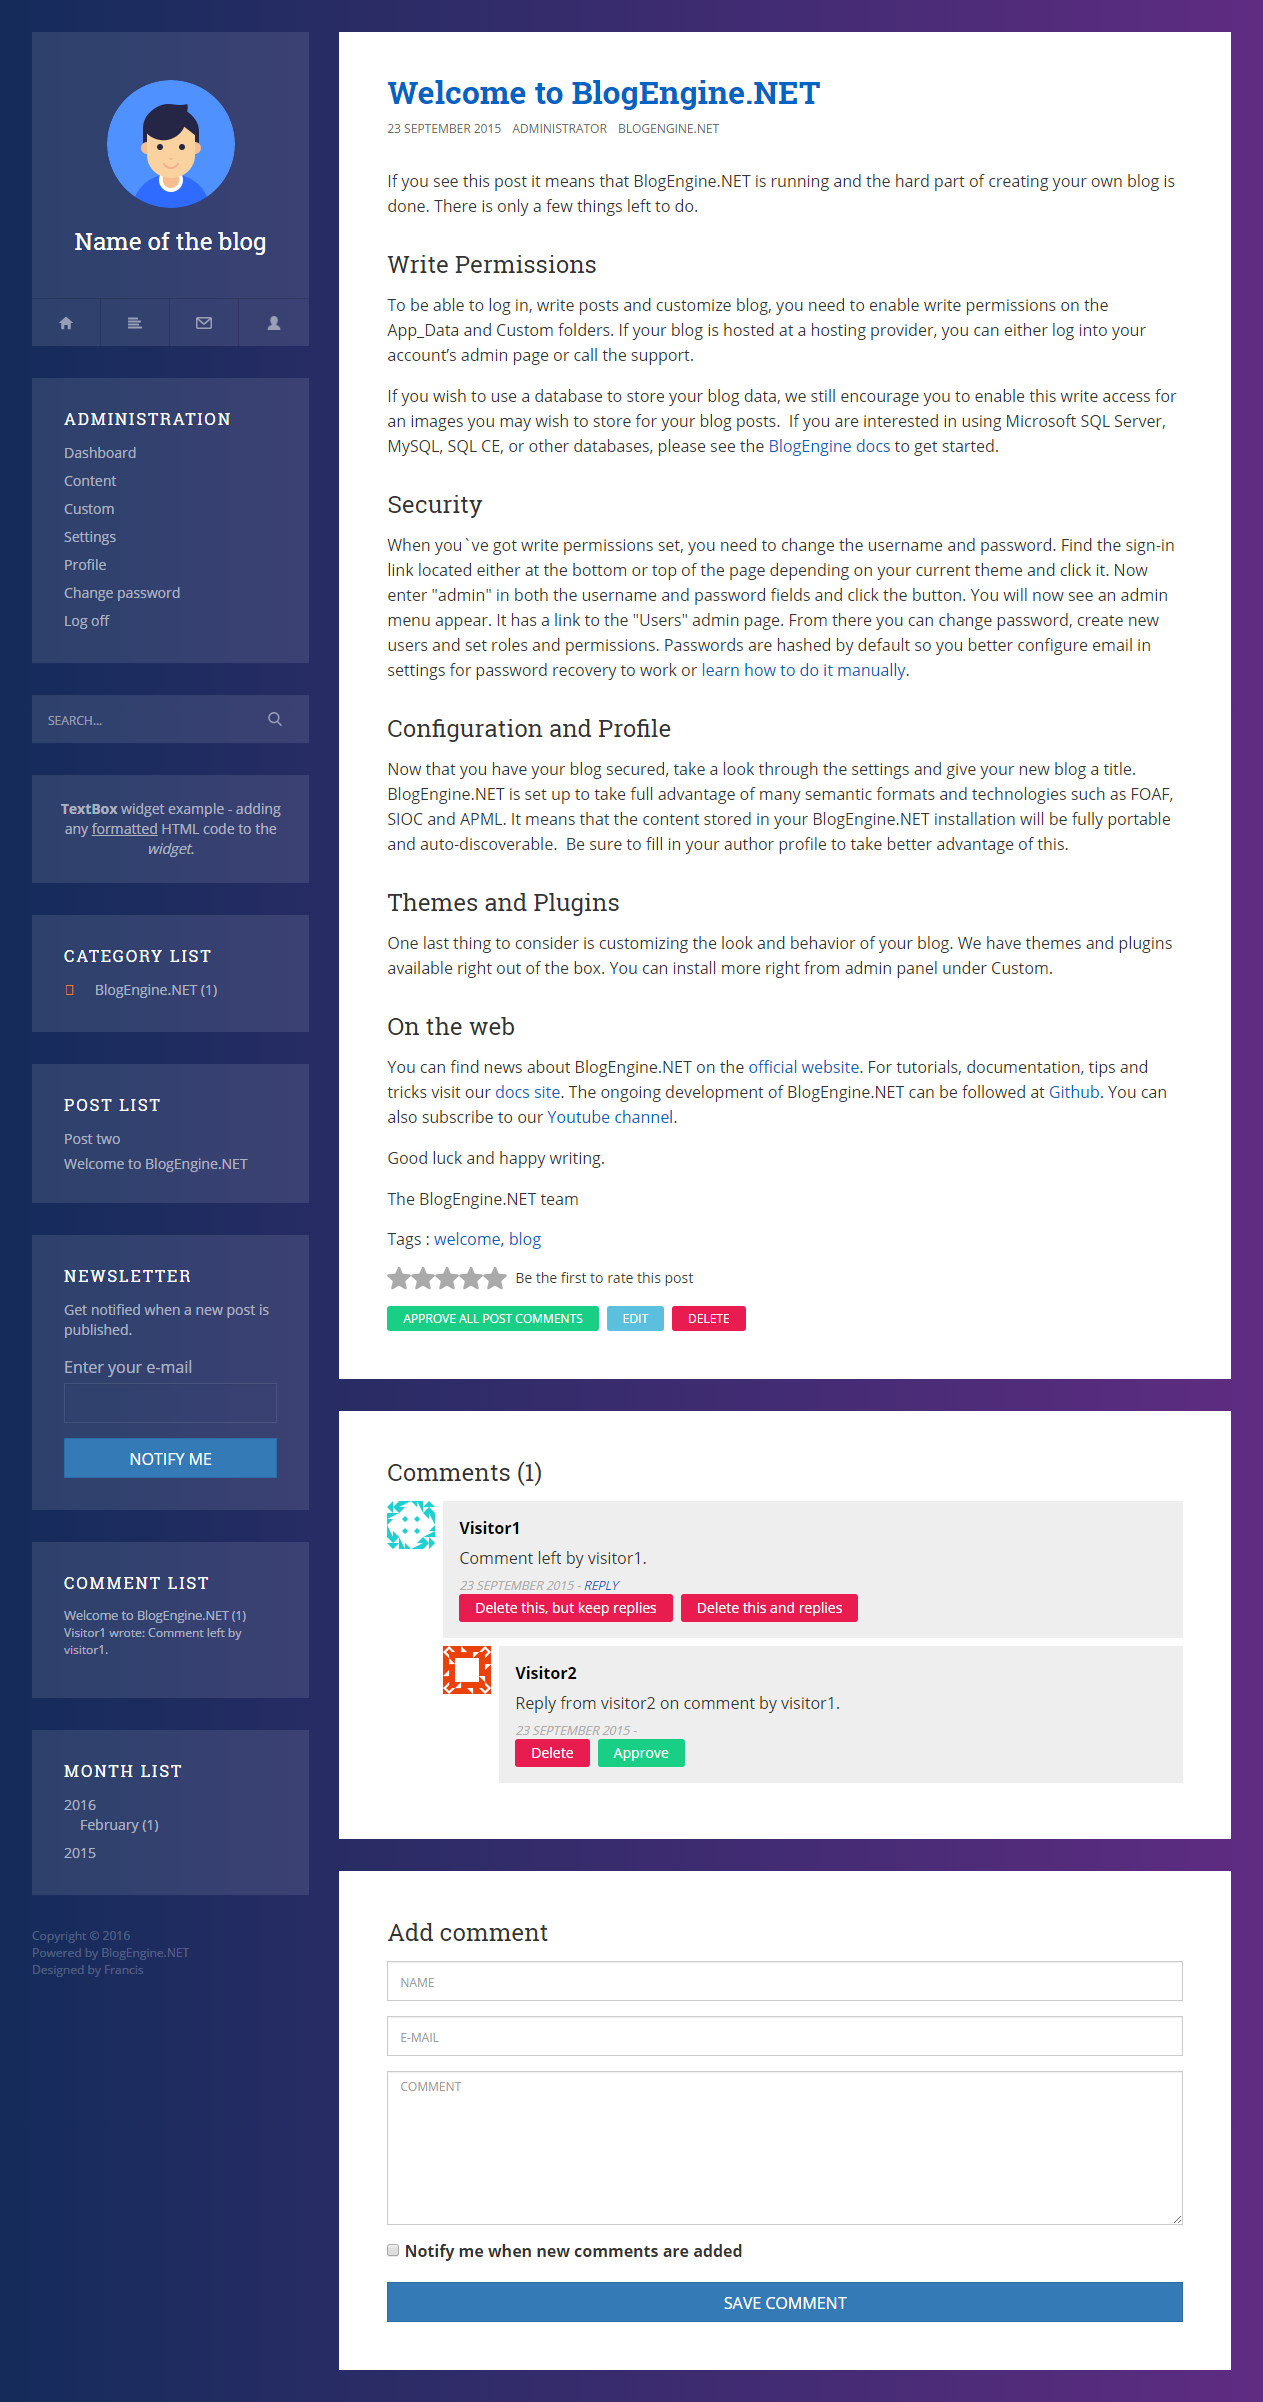 Name of the blog
ADMINISTRATION
Dashboard
Content
Custom
Settings
Profile
Change password
Log off
SEARCH...
TextBox widget example - adding
any formatted HTML code to the
widget.
CATEGORY LIST
BlogEngine.NET (1)
POST LIST
Post two
Welcome to BlogEngine.NET
NEWSLETTER
Get notified when a new post is
published.
Enter your e-mail
NOTIFY ME
COMMENT LIST
Welcome to BlogEngine.NET (1)
Visitor1 wrote: Comment left by
visitor1.
MONTH LIST
2016
February (1)
2015
Copyright © 2016
Powered by BlogEngine.NET
Designed by Francis
Welcome to BlogEngine.NET
23 SEPTEMBER 2015 ADMINISTRATOR BLOGENGINE.NET
If you see this post it means that BlogEngine.NET is running and the hard part of creating your own blog is
done. There is only a few things left to do.
Write Permissions
To be able to log in, write posts and customize blog, you need to enable write permissions on the
App_Data and Custom folders. If your blog is hosted at a hosting provider, you can either log into your
account’s admin page or call the support.
If you wish to use a database to store your blog data, we still encourage you to enable this write access for
an images you may wish to store for your blog posts.  If you are interested in using Microsoft SQL Server,
MySQL, SQL CE, or other databases, please see the BlogEngine docs to get started.
Security
When you`ve got write permissions set, you need to change the username and password. Find the sign-in
link located either at the bottom or top of the page depending on your current theme and click it. Now
enter "admin" in both the username and password fields and click the button. You will now see an admin
menu appear. It has a link to the "Users" admin page. From there you can change password, create new
users and set roles and permissions. Passwords are hashed by default so you better configure email in
settings for password recovery to work or learn how to do it manually.
Configuration and Profile
Now that you have your blog secured, take a look through the settings and give your new blog a title.
BlogEngine.NET is set up to take full advantage of many semantic formats and technologies such as FOAF,
SIOC and APML. It means that the content stored in your BlogEngine.NET installation will be fully portable
and auto-discoverable.  Be sure to fill in your author profile to take better advantage of this.
Themes and Plugins
One last thing to consider is customizing the look and behavior of your blog. We have themes and plugins
available right out of the box. You can install more right from admin panel under Custom.
On the web
You can find news about BlogEngine.NET on the official website. For tutorials, documentation, tips and
tricks visit our docs site. The ongoing development of BlogEngine.NET can be followed at Github. You can
also subscribe to our Youtube channel.
Good luck and happy writing.
The BlogEngine.NET team
Tags : welcome, blog
Be the first to rate this post
APPROVE ALL POST COMMENTS EDIT DELETE
Comments (1)
Visitor1
Comment left by visitor1.
23 SEPTEMBER 2015 - REPLY
Delete this, but keep replies Delete this and replies
Visitor2
Reply from visitor2 on comment by visitor1.
23 SEPTEMBER 2015 -
Delete Approve
Add comment
NAME
E-MAIL
COMMENT
Notify me when new comments are added
SAVE COMMENT